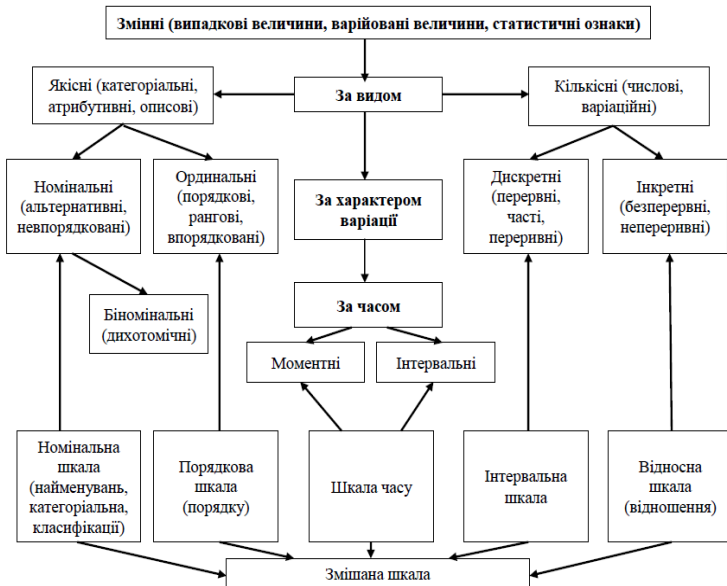 Змінні (випадкові величини, варійовані величини, статистичні ознаки)
Якісні (категоріальні,
атрибутивні, описові)
За видом
Кількісні (числові,
варіаційні)
Номінальні
(альтернативні,
невпорядковані)
Ординальні
(порядкові,
рангові,
впорядковані)
За характером
варіації
Дискретні
(перервні,
часті,
переривні)
Інкретні
(безперервні,
непереривні)
Біномінальні
(дихотомічні)
За часом
Моментні
Інтервальні
Номінальна
шкала
(найменувань,
категоріальна,
класифікації)
Порядкова
шкала
(порядку)
Шкала часу
Інтервальна
шкала
Відносна
шкала
(відношення)
Змішана шкала